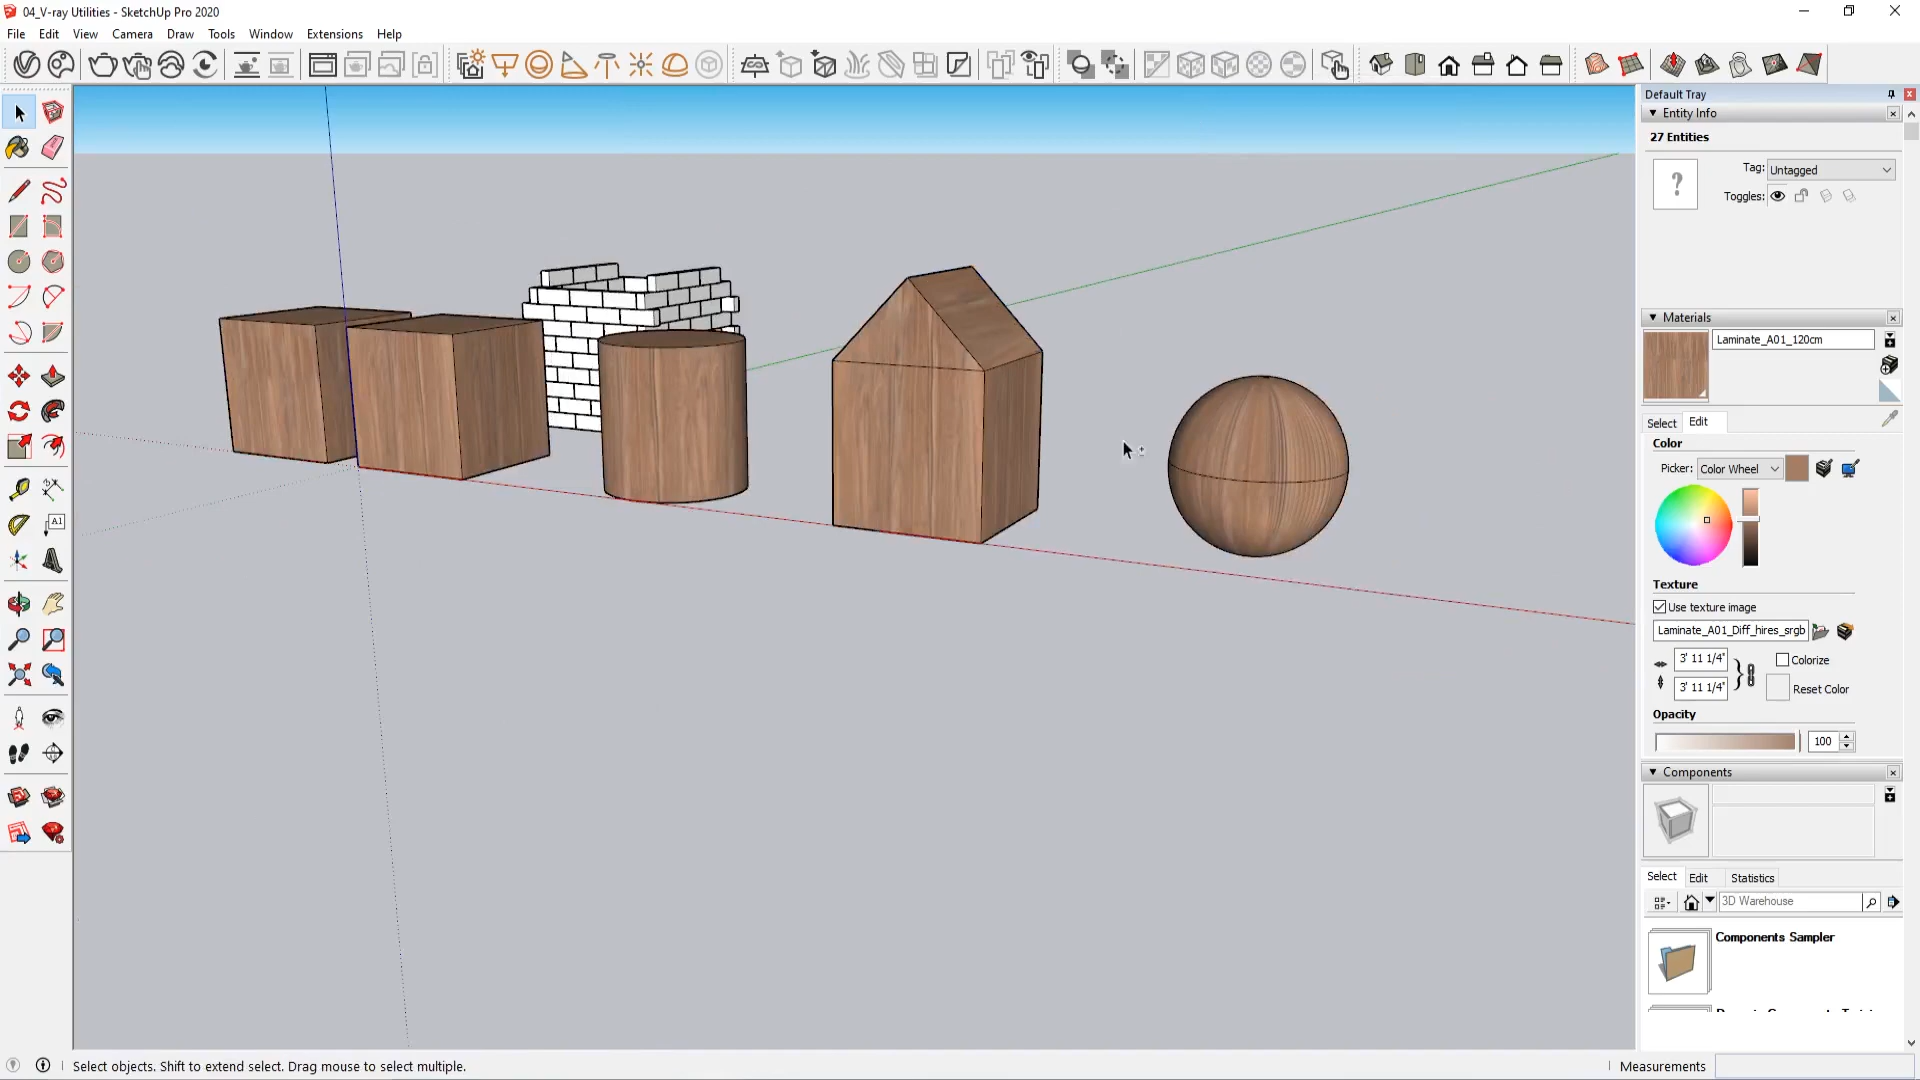 04_V-ray Utilities - SketchUp Pro 2020
File Edit View Camera Draw Tools Window Extensions Help
Default Tray
Entity Info
27 Entities
Tag: Untagged
Toggles:
Materials
Laminate_A01_120cm
Select Edit
Color
Picker: Color Wheel
Texture
Use texture image
Laminate_A01_Diff_hires_srgb
3' 11 1/4" Colorize
3' 11 1/4" Reset Color
Opacity
100
Components
Select Edit Statistics
3D Warehouse
Components Sampler
A1
Select objects. Shift to extend select. Drag mouse to select multiple.
Measurements